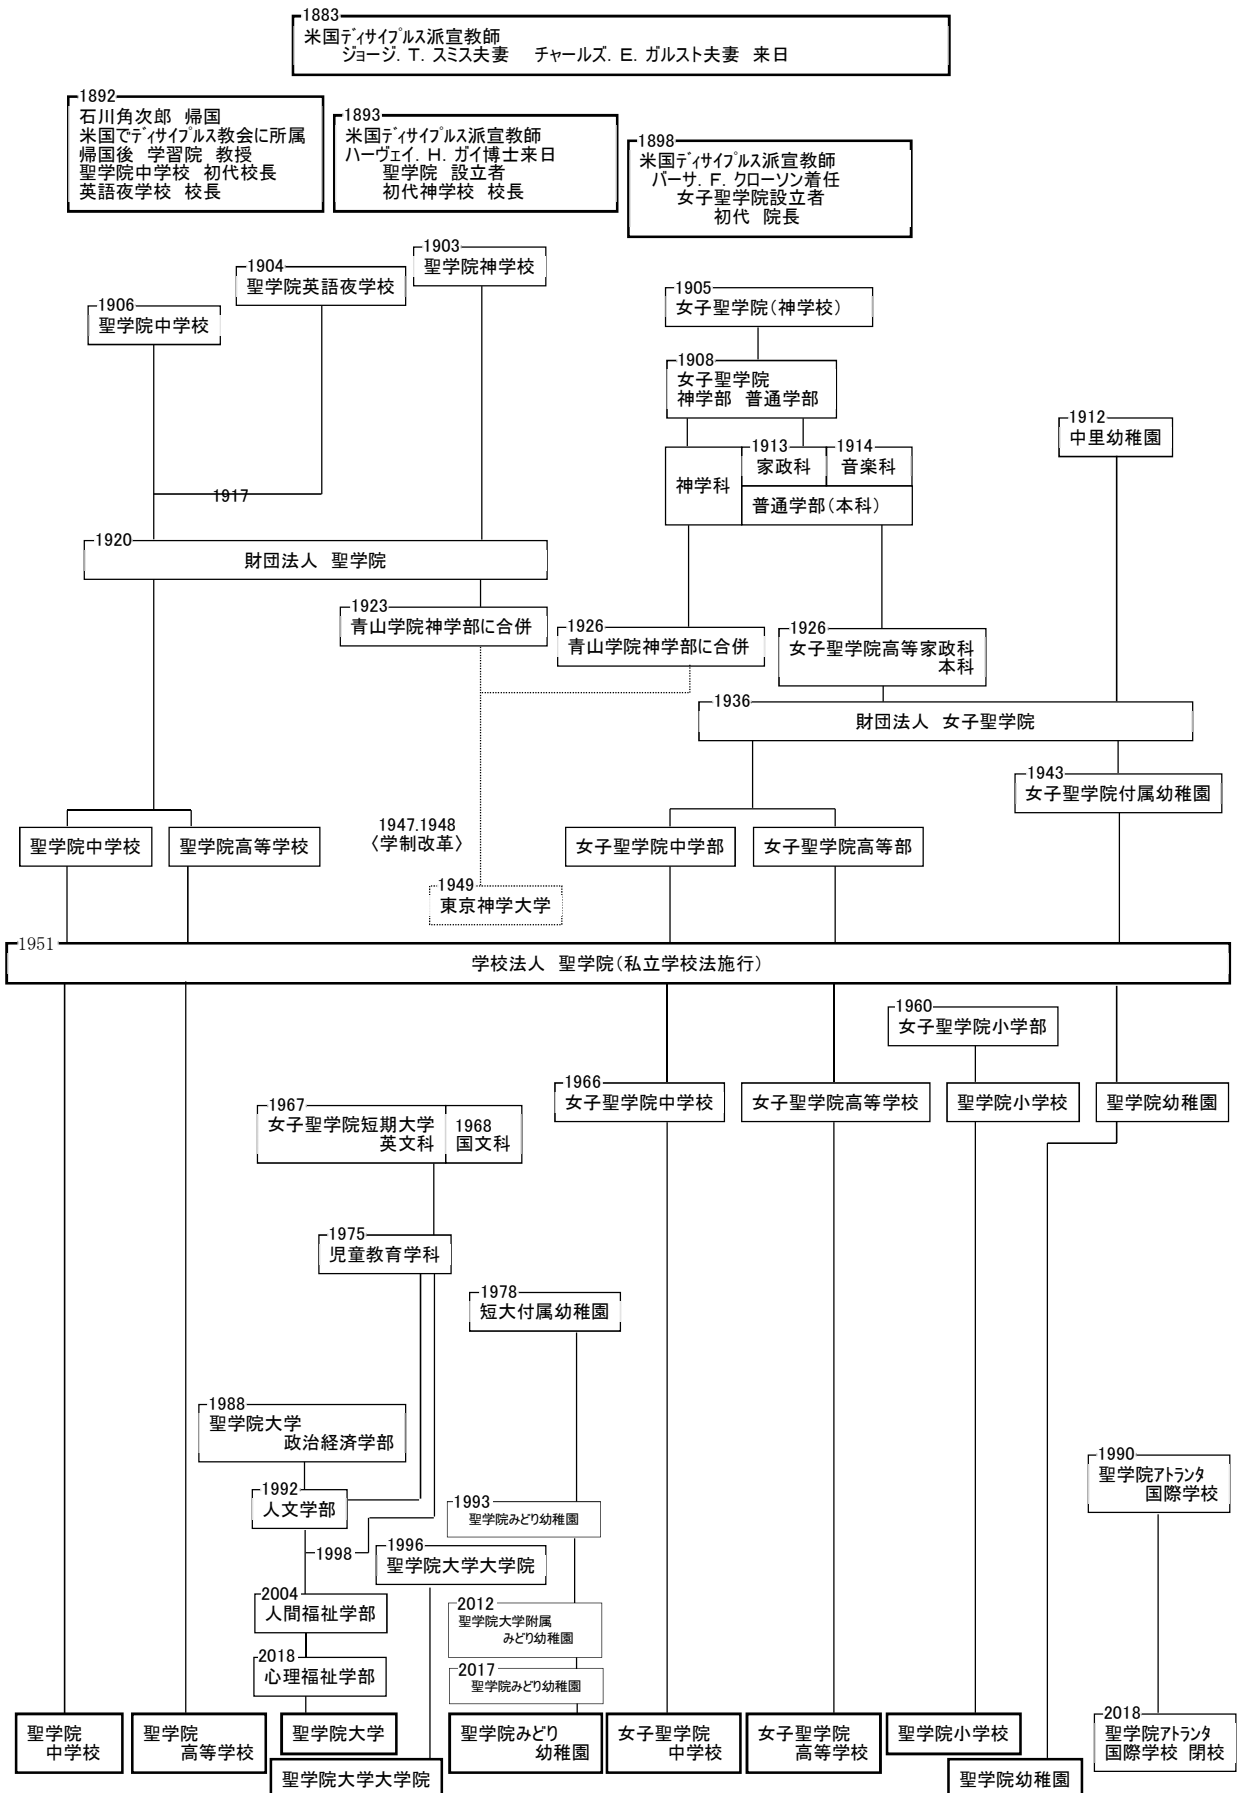 1883
米国ディサイプルス派宣教師
ジョージ．T．スミス夫妻　チャールズ．E．ガルスト夫妻　来日
1892
石川角次郎　帰国
米国でディサイプルス教会に所属
帰国後　学習院　教授
聖学院中学校　初代校長
英語夜学校　校長
1893
米国ディサイプルス派宣教師
ハーヴェイ．H．ガイ博士来日
聖学院　設立者
初代神学校　校長
1898
米国ディサイプルス派宣教師
バーサ．F．クローソン着任
女子聖学院設立者
初代　院長
1903
聖学院神学校
1904
聖学院英語夜学校
1906
聖学院中学校
1905
女子聖学院（神学校）
1908
女子聖学院
神学部　普通学部
1912
中里幼稚園
神学科
1913
家政科
1914
音楽科
普通学部（本科）
1917
1920
財団法人　聖学院
1923
青山学院神学部に合併
1926
青山学院神学部に合併
1926
女子聖学院高等家政科
本科
1936
財団法人　女子聖学院
1943
女子聖学院付属幼稚園
聖学院中学校
聖学院高等学校
1947.1948
〈学制改革〉
女子聖学院中学部
女子聖学院高等部
1949
東京神学大学
1951
学校法人　聖学院（私立学校法施行）
1960
女子聖学院小学部
1966
女子聖学院中学校
女子聖学院高等学校
聖学院小学校
聖学院幼稚園
1967
女子聖学院短期大学
英文科
1968
国文科
1975
児童教育学科
1978
短大付属幼稚園
1988
聖学院大学
政治経済学部
1990
聖学院アトランタ
国際学校
1992
人文学部
1993
聖学院みどり幼稚園
1998
1996
聖学院大学大学院
2004
人間福祉学部
2012
聖学院大学附属
みどり幼稚園
2018
心理福祉学部
2017
聖学院みどり幼稚園
聖学院
中学校
聖学院
高等学校
聖学院大学
聖学院みどり
幼稚園
女子聖学院
中学校
女子聖学院
高等学校
聖学院小学校
2018
聖学院アトランタ
国際学校　閉校
聖学院大学大学院
聖学院幼稚園